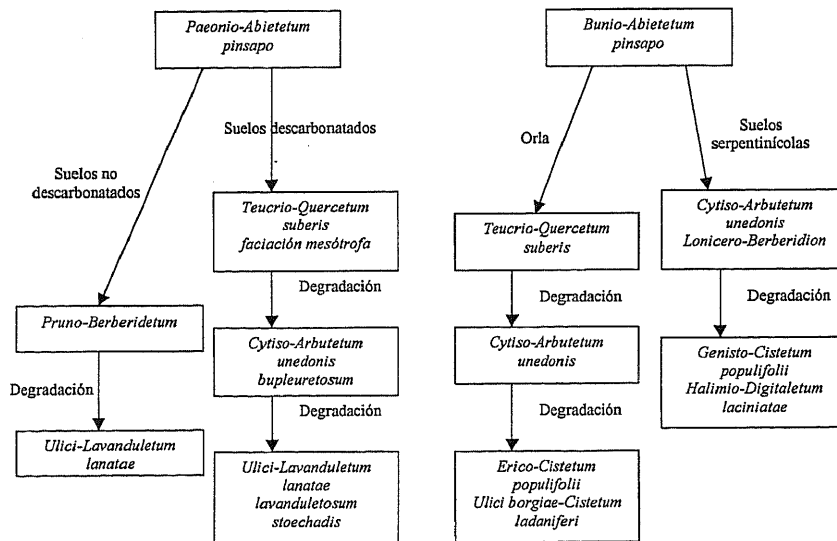 Paeonio-Abietetum
pinsapo
Suelos no
descarbonatados
Suelos descarbonatados
Teucrio-Quercetum
suberis
faciación mesótrofa
Degradación
Pruno-Berberidetum
Cytiso-Arbutetum
unedonis
bupleuretosum
Degradación
Degradación
Ulici-Lavanduletum
lanatae
Ulici-Lavanduletum
lanatae
lavanduletosum
stoechadis
Bunio-Abietetum
pinsapo
Orla
Suelos
serpentinícolas
Teucrio-Quercetum
suberis
Cytiso-Arbutetum
unedonis
Lonicero-Berberidion
Degradación
Degradación
Cytiso-Arbutetum
unedonis
Genisto-Cistetum
populifolii
Halimio-Digitaletum
laciniatae
Degradación
Erico-Cistetum
populifolii
Ulici borgiae-Cistetum
ladaniferi